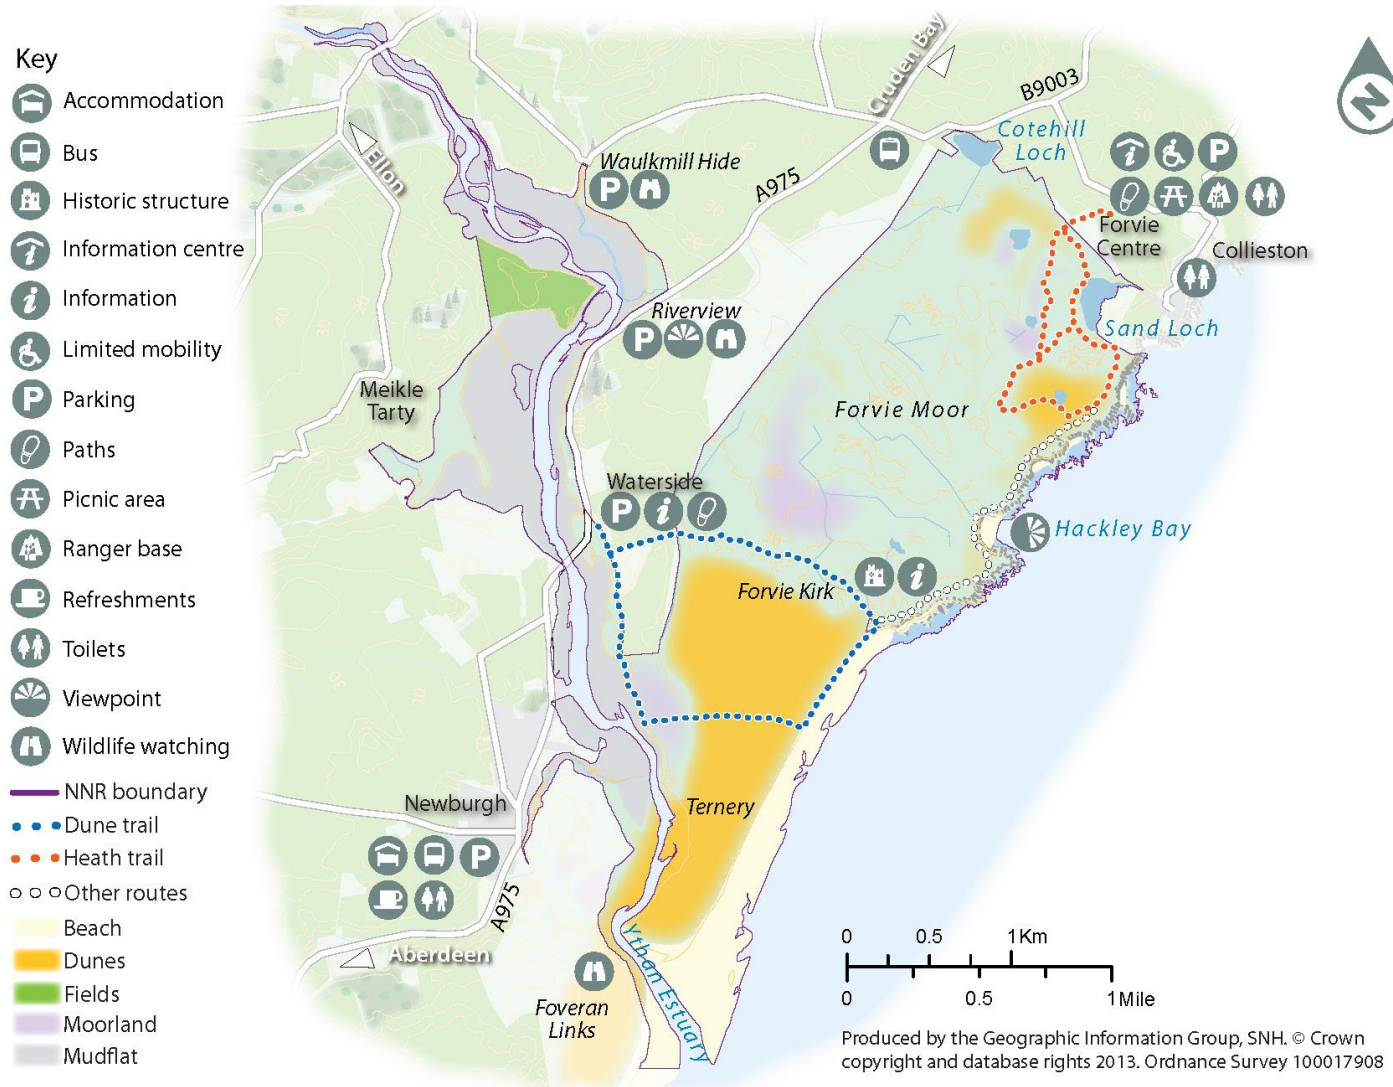 Key
Accommodation
Bus
Historic structure
Information centre
Information
Limited mobility
Parking
Paths
Picnic area
Ranger base
Refreshments
Toilets
Viewpoint
Wildlife watching
NNR boundary
Dune trail
Heath trail
Other routes
Beach
Dunes
Fields
Moorland
Mudflat
Cruden Bay
B9003
N
Cotehill
Loch
Ellon
Waulkmill Hide
A975
Forvie
Centre
Collieston
Riverview
Sand Loch
Meikle
Tarty
Forvie Moor
Waterside
Hackley Bay
Forvie Kirk
Newburgh
Ternery
A975
Aberdeen
Ythan Estuary
Foveran
Links
0 0.5 1Km
0 0.5 1Mile
Produced by the Geographic Information Group, SNH. © Crown
copyright and database rights 2013. Ordnance Survey 100017908